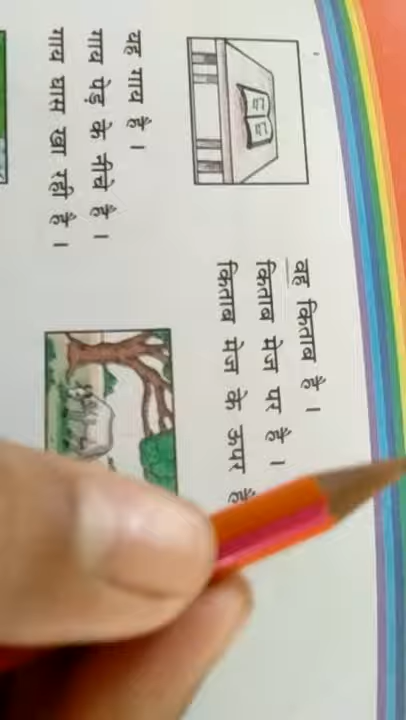 वह किताब है ।
किताब मेज पर है ।
किताब मेज के ऊपर है
यह गाय है ।
गाय पेड़ के नीचे है ।
गाय घास खा रही है ।